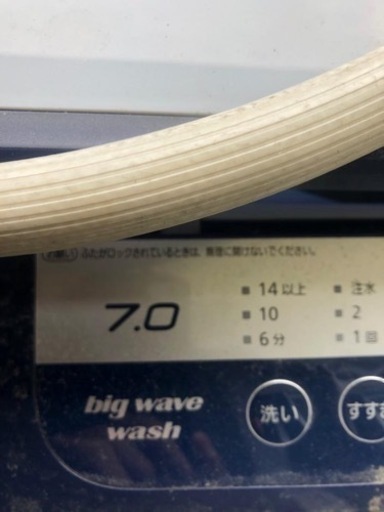 お願い ふたがロックされているときは、無理に開けないでください。
7.0
■ 14以上 ■ 注水
■ 10 ■ 2
■ 6分 ■ 1回
big wave
wash
洗い すすぎ